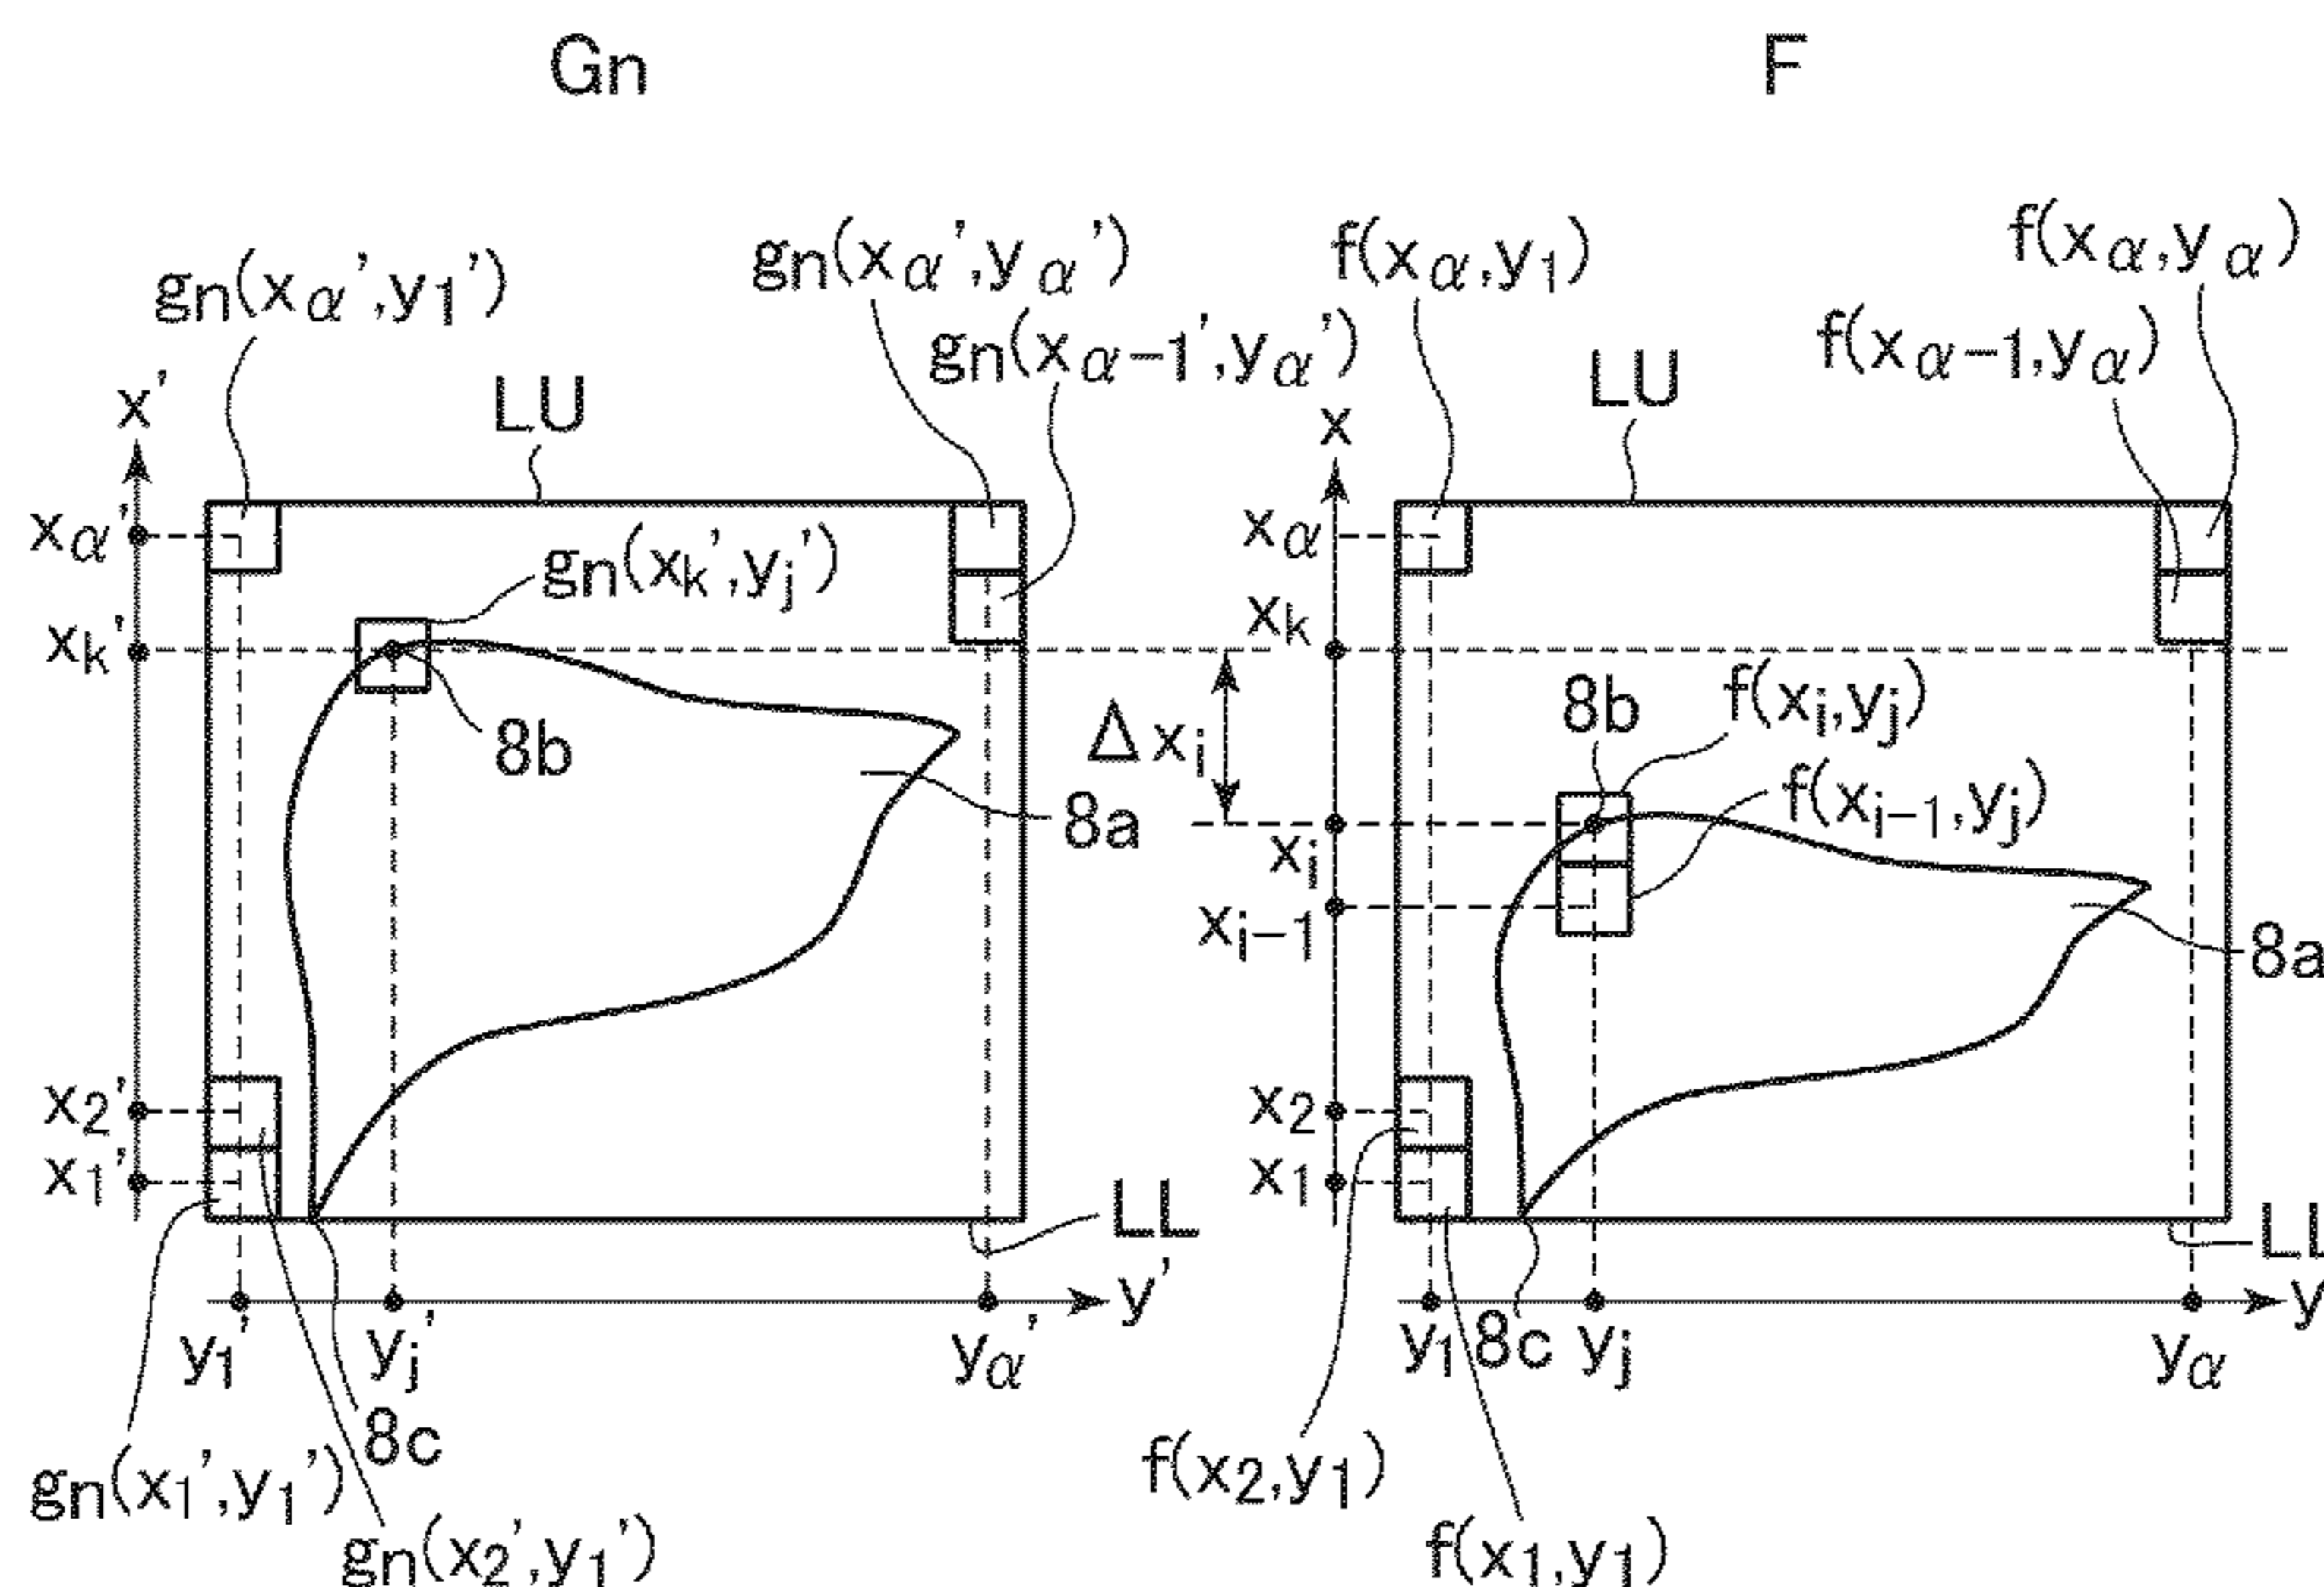 Gn
F
gn(xα',y1')
gn(xα',yα')
gn(xα-1',yα')
f(xα,y1)
f(xα,yα)
f(xα-1,yα)
x'
LU
x
LU
xα'
gn(xk',yj')
xα
xk'
xk
8b
8a
Δxi
8b
f(xi,yj)
f(xi-1,yj)
xi
xi-1
8a
x2'
x1'
x2
x1
LL
y'
LL
y
y1'
yj'
yα'
y1
8c
yj
yα
8c
gn(x1',y1')
gn(x2',y1')
f(x2,y1)
f(x1,y1)